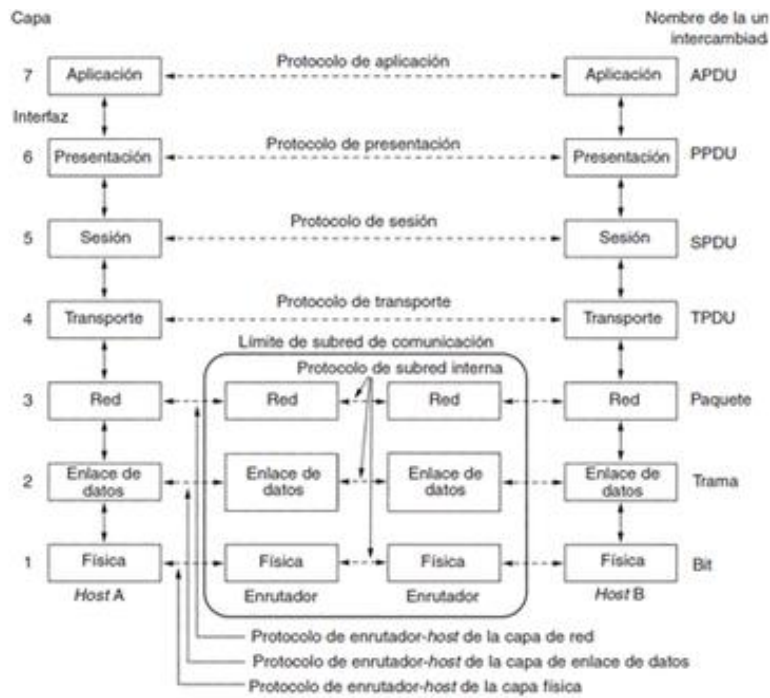 Capa
Nombre de la un
intercambiad
7 Aplicación Protocolo de aplicación Aplicación APDU
Interfaz
6 Presentación Protocolo de presentación Presentación PPDU
5 Sesión Protocolo de sesión Sesión SPDU
4 Transporte Protocolo de transporte Transporte TPDU
Límite de subred de comunicación
Protocolo de subred interna
3 Red Red Red Red Paquete
2 Enlace de datos Enlace de datos Enlace de datos Enlace de datos Trama
1 Física Física Física Física Bit
Host A Enrutador Enrutador Host B
Protocolo de enrutador-host de la capa de red
Protocolo de enrutador-host de la capa de enlace de datos
Protocolo de enrutador-host de la capa física